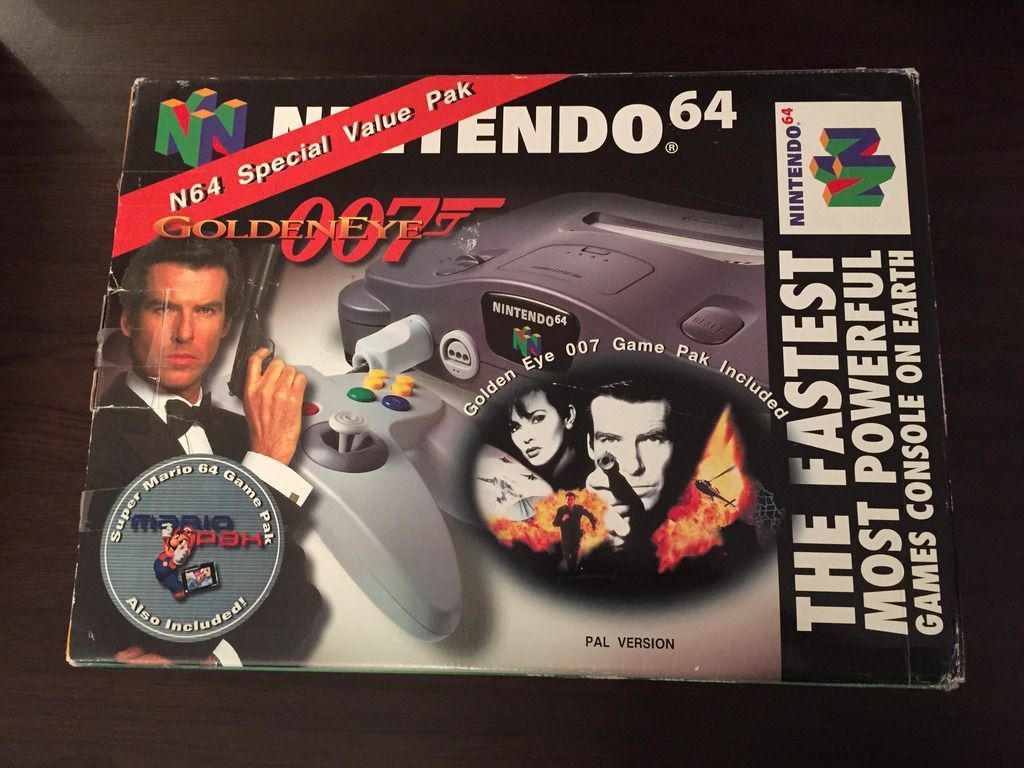 NINTENDO64®
N64 Special Value Pak
GOLDENEYE 007
NINTENDO64
RESET
NINTENDO64
Golden Eye 007 Game Pak Included
Super Mario 64 Game Pak
MARIO
PAK
Also Included!
PAL VERSION
THE FASTEST
MOST POWERFUL
GAMES CONSOLE ON EARTH